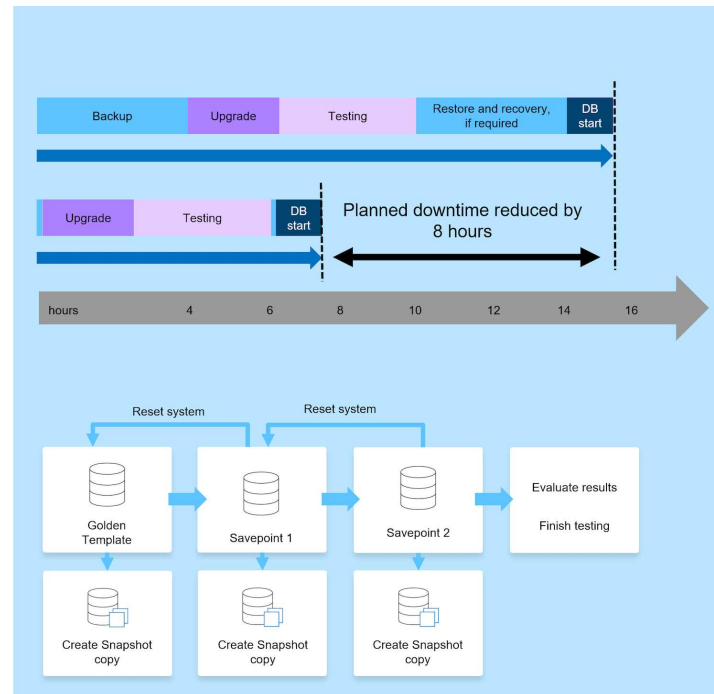 Backup
Upgrade
Testing
Restore and recovery,
if required
DB
start
Upgrade
Testing
DB
start
Planned downtime reduced by
8 hours
hours
4
6
8
10
12
14
16
Reset system
Reset system
Golden
Template
Savepoint 1
Savepoint 2
Evaluate results
Finish testing
Create Snapshot
copy
Create Snapshot
copy
Create Snapshot
copy